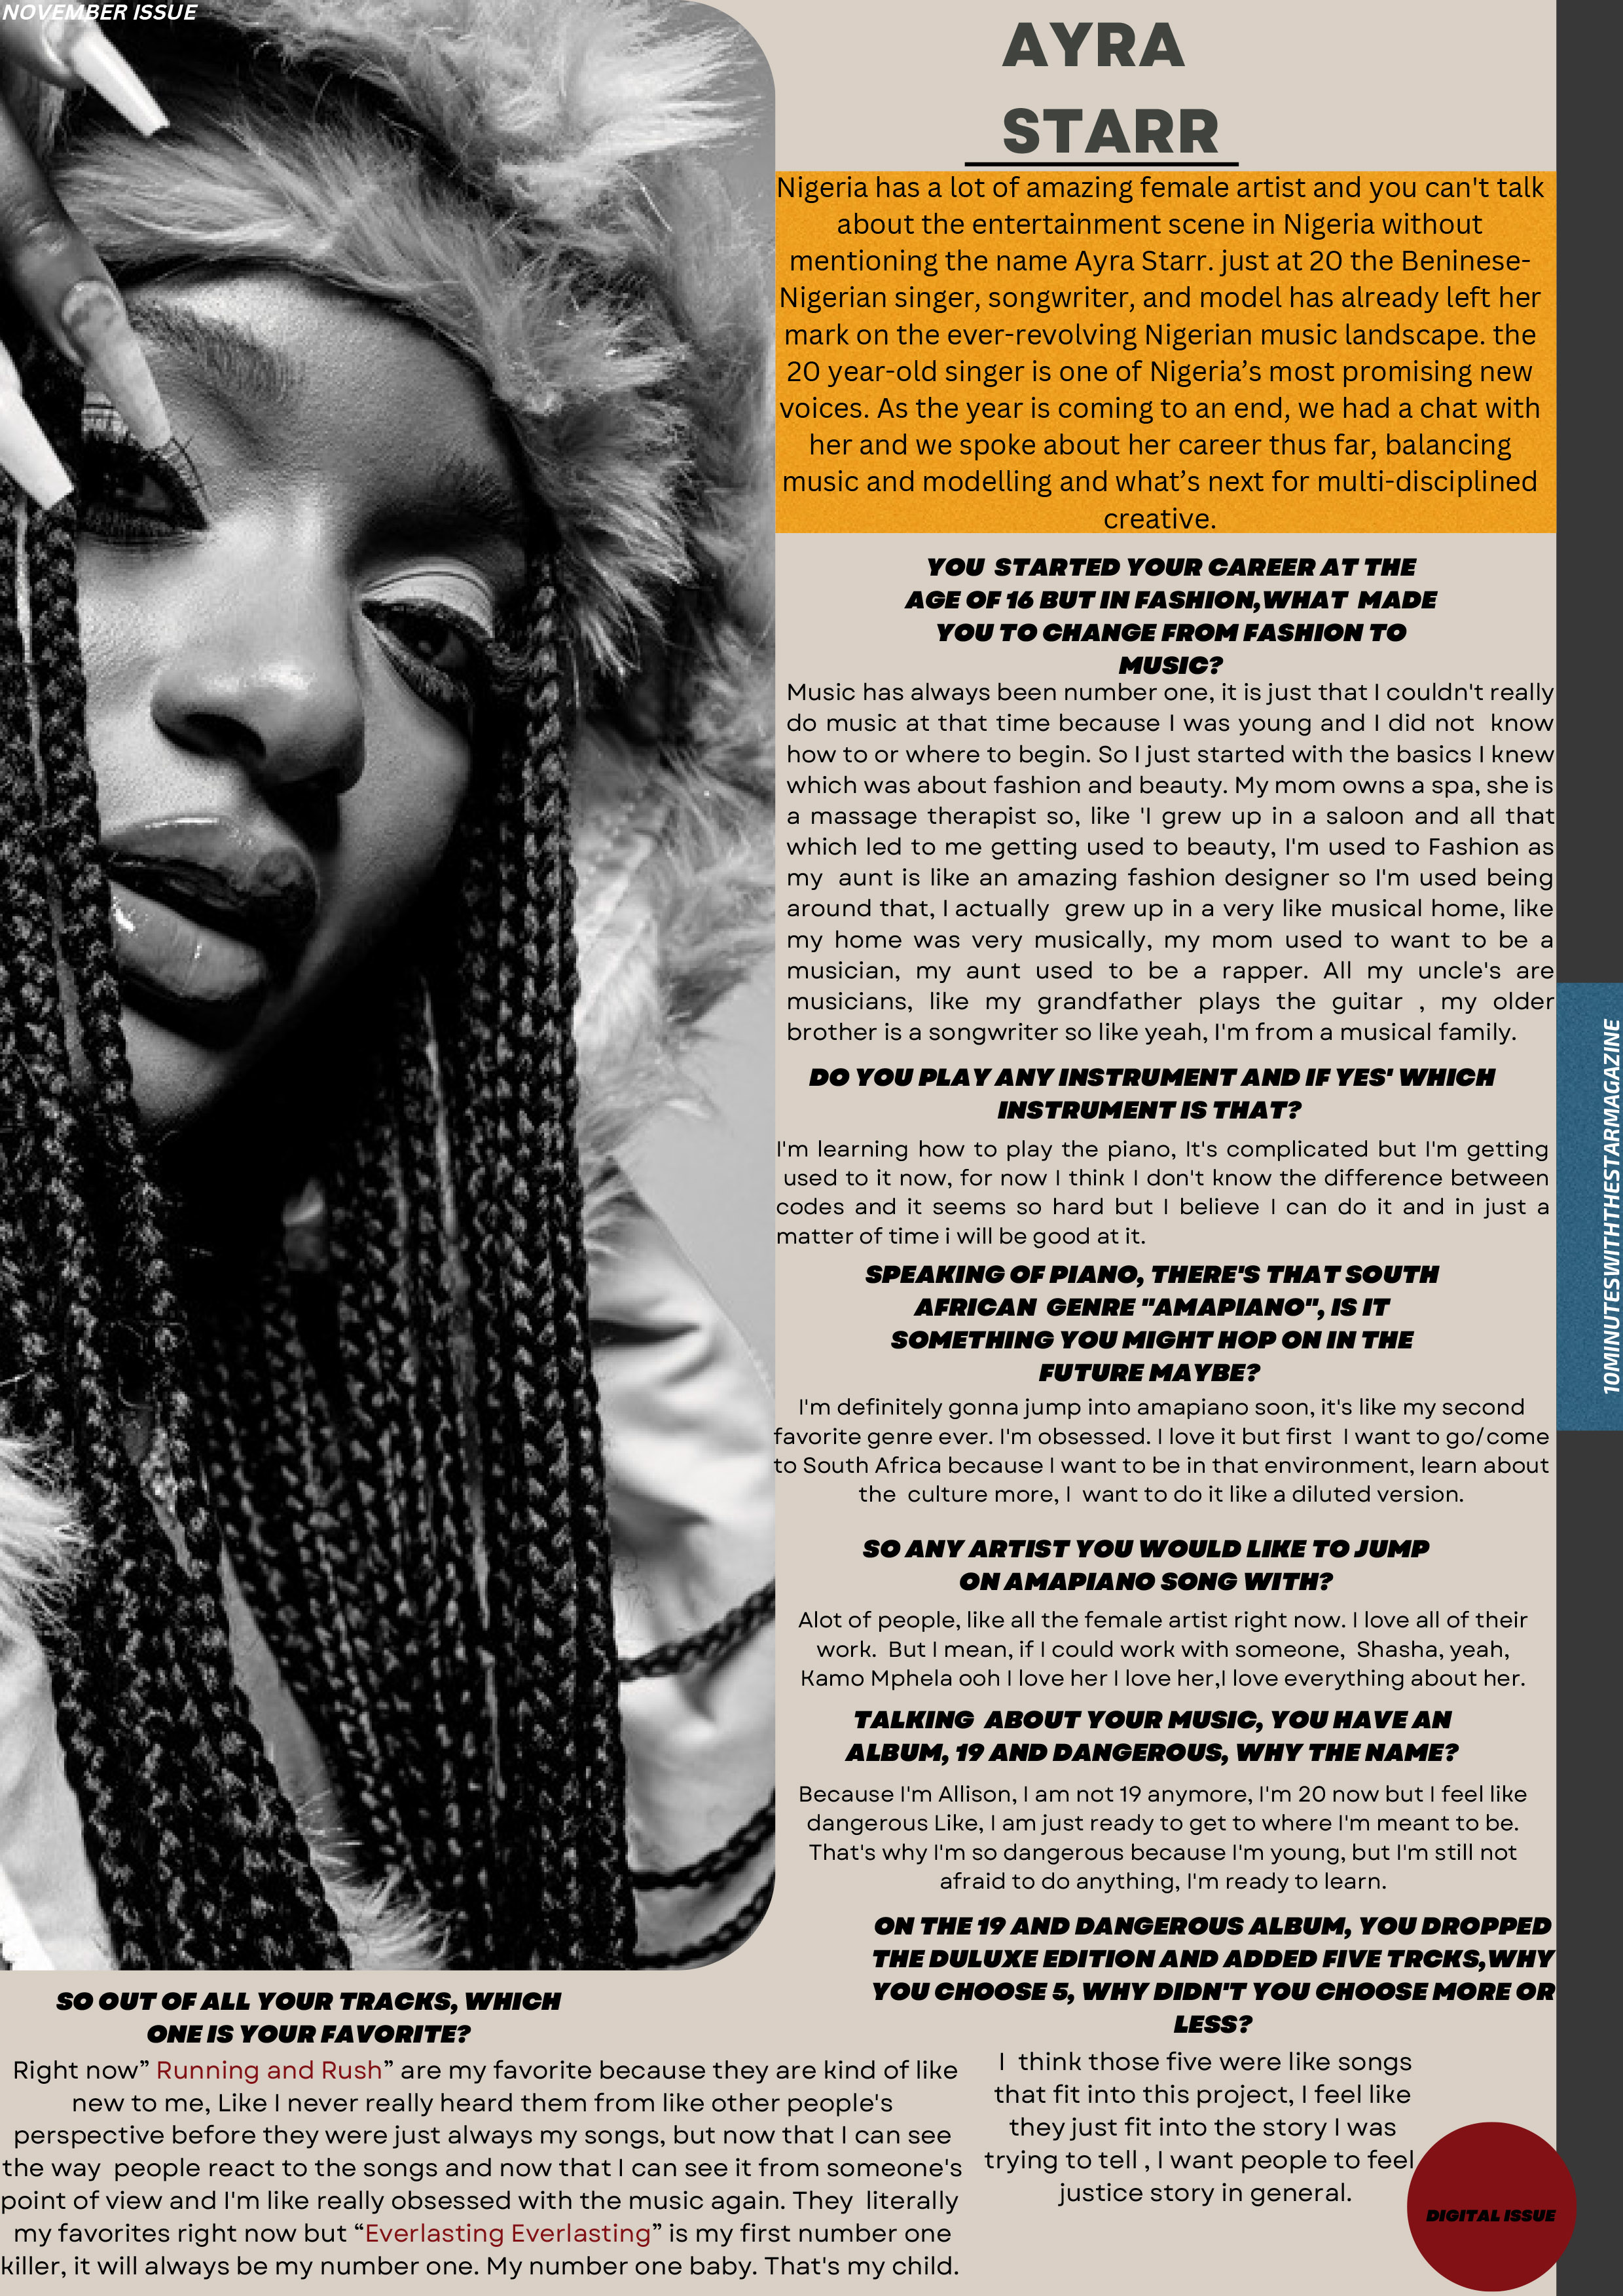 NOVEMBER ISSUE
AYRA
STARR
Nigeria has a lot of amazing female artist and you can't talk
about the entertainment scene in Nigeria without
mentioning the name Ayra Starr. just at 20 the Beninese-
Nigerian singer, songwriter, and model has already left her
mark on the ever-revolving Nigerian music landscape. the
20 year-old singer is one of Nigeria’s most promising new
voices. As the year is coming to an end, we had a chat with
her and we spoke about her career thus far, balancing
music and modelling and what’s next for multi-disciplined
creative.
YOU STARTED YOUR CAREER AT THE
AGE OF 16 BUT IN FASHION,WHAT MADE
YOU TO CHANGE FROM FASHION TO
MUSIC?
Music has always been number one, it is just that I couldn't really
do music at that time because I was young and I did not know
how to or where to begin. So I just started with the basics I knew
which was about fashion and beauty. My mom owns a spa, she is
a massage therapist so, like 'I grew up in a saloon and all that
which led to me getting used to beauty, I'm used to Fashion as
my aunt is like an amazing fashion designer so I'm used being
around that, I actually grew up in a very like musical home, like
my home was very musically, my mom used to want to be a
musician, my aunt used to be a rapper. All my uncle's are
musicians, like my grandfather plays the guitar , my older
brother is a songwriter so like yeah, I'm from a musical family.
DO YOU PLAY ANY INSTRUMENT AND IF YES' WHICH
INSTRUMENT IS THAT?
I'm learning how to play the piano, It's complicated but I'm getting
used to it now, for now I think I don't know the difference between
codes and it seems so hard but I believe I can do it and in just a
matter of time i will be good at it.
SPEAKING OF PIANO, THERE'S THAT SOUTH
AFRICAN GENRE "AMAPIANO", IS IT
SOMETHING YOU MIGHT HOP ON IN THE
FUTURE MAYBE?
I'm definitely gonna jump into amapiano soon, it's like my second
favorite genre ever. I'm obsessed. I love it but first I want to go/come
to South Africa because I want to be in that environment, learn about
the culture more, I want to do it like a diluted version.
SO ANY ARTIST YOU WOULD LIKE TO JUMP
ON AMAPIANO SONG WITH?
Alot of people, like all the female artist right now. I love all of their
work. But I mean, if I could work with someone, Shasha, yeah,
Kamo Mphela ooh I love her I love her,I love everything about her.
TALKING ABOUT YOUR MUSIC, YOU HAVE AN
ALBUM, 19 AND DANGEROUS, WHY THE NAME?
Because I'm Allison, I am not 19 anymore, I'm 20 now but I feel like
dangerous Like, I am just ready to get to where I'm meant to be.
That's why I'm so dangerous because I'm young, but I'm still not
afraid to do anything, I'm ready to learn.
ON THE 19 AND DANGEROUS ALBUM, YOU DROPPED
THE DULUXE EDITION AND ADDED FIVE TRCKS,WHY
YOU CHOOSE 5, WHY DIDN'T YOU CHOOSE MORE OR
LESS?
I think those five were like songs
that fit into this project, I feel like
they just fit into the story I was
trying to tell , I want people to feel
justice story in general.
SO OUT OF ALL YOUR TRACKS, WHICH
ONE IS YOUR FAVORITE?
Right now” Running and Rush” are my favorite because they are kind of like
new to me, Like I never really heard them from like other people's
perspective before they were just always my songs, but now that I can see
the way people react to the songs and now that I can see it from someone's
point of view and I'm like really obsessed with the music again. They literally
my favorites right now but “Everlasting Everlasting” is my first number one
killer, it will always be my number one. My number one baby. That's my child.
10MINUTESWITHTHESTARMAGAZINE
DIGITAL ISSUE